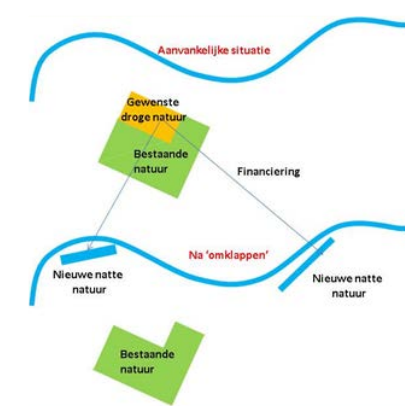 Aanvankelijke situatie
Gewenste
droge natuur
Bestaande
natuur
Financiering
Na 'omklappen'
Nieuwe natte
natuur
Nieuwe natte
natuur
Bestaande
natuur